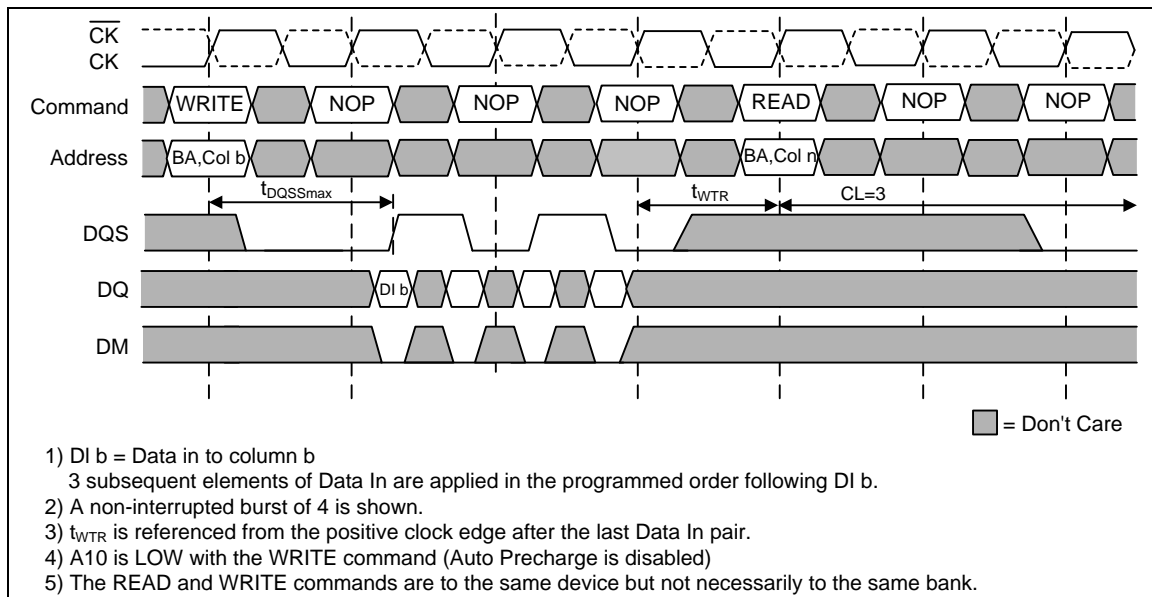 CK
CK
Command WRITE NOP NOP NOP READ NOP NOP
Address BA,Col b BA,Col n
tDQSSmax tWTR CL=3
DQS
DQ DI b
DM
= Don't Care
1) DI b = Data in to column b
3 subsequent elements of Data In are applied in the programmed order following DI b.
2) A non-interrupted burst of 4 is shown.
3) tWTR is referenced from the positive clock edge after the last Data In pair.
4) A10 is LOW with the WRITE command (Auto Precharge is disabled)
5) The READ and WRITE commands are to the same device but not necessarily to the same bank.